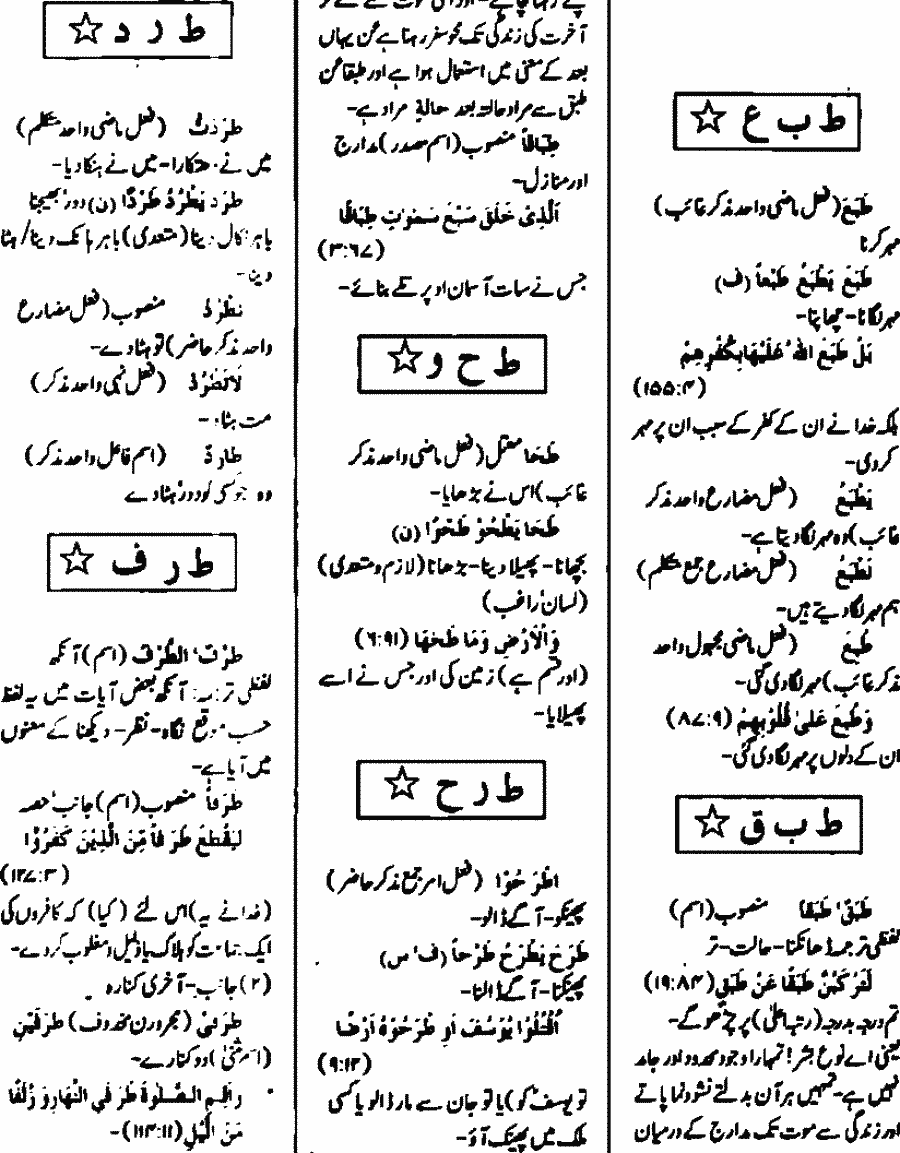 ط ب ع ☆
طَبَعَ (فعل ماضی واحد مذکر غائب)
مہر کرنا
طَبَعَ یَطْبَعُ طَبْعاً (ف)
مہر لگانا- چھاپنا-
بَلْ طَبَعَ اللّٰهُ عَلَیْهَا بِکُفْرِهِمْ
(۱۵۵:۴)
بلکہ خدا نے ان کے کفر کے سبب ان پر مہر
کردی-
یَطْبَعُ (فعل مضارع واحد مذکر
غائب) وہ مہر لگا دیتا ہے-
نَطْبَعُ (فعل مضارع جمع متکلم)
ہم مہر لگا دیتے ہیں-
طُبِعَ (فعل ماضی مجہول واحد
مذکر غائب) مہر لگا دی گئی-
وَطُبِعَ عَلیٰ قُلُوْبِهِمْ (۸۷:۹)
ان کے دلوں پر مہر لگا دی گئی-
ط ب ق ☆
طَبَقٌ' طَبَقًا منصوب (اسم)
لفظی ترجمہ ڈھانکنا- حالت- تر
لَتَرْکَبُنَّ طَبَقًا عَنْ طَبَقٍ (۱۹:۸۴)
تم درجہ بدرجہ (رتبہ اعلیٰ) پر چڑھو گے-
یعنی اے نوع بشر! تمہارا وجود محدود اور جامد
نہیں ہے- تمہیں ہر آن بدلتے نشوونما پاتے
اور زندگی سے موت تک مدارج کے درمیان
آخرت کی زندگی تک محو سفر رہنا ہے عن یہاں
بعد کے معنی میں استعمال ہوا ہے اور طبقا عن
طبق سے مراد حالۃ بعد حالۃ مراد ہے-
طِبَاقاً منصوب (اسم مصدر) مدارج
اور منازل-
اَلَّذِیْ خَلَقَ سَبْعَ سَمٰوٰتٍ طِبَاقًا
(۳:۶۷)
جس نے سات آسمان اوپر تلے بنائے-
ط ح و ☆
طَحَا معتل (فعل ماضی واحد مذکر
غائب) اس نے بڑھایا-
طَحَا یَطْحُوْ طَحْوًا (ن)
بچھانا- پھیلا دینا- بڑھانا (لازم و متعدی)
(لسان' راغب)
وَالْاَرْضِ وَمَا طَحٰهَا (۶:۹۱)
(اور قسم ہے) زمین کی اور جس نے اسے
پھیلایا-
ط ر ح ☆
اطْرَحُوْا (فعل امر جمع مذکر حاضر)
پھینکو- آگے ڈالو-
طَرَحَ یَطْرَحُ طَرْحاً (ف' س)
پھینکنا- آگے ڈالنا-
اُقْتُلُوْا یُوْسُفَ اَوِ طْرَحُوْهُ اَرْضًا
(۹:۱۲)
تو یوسف کو) یا تو جان سے مار ڈالو یا کسی
ملک میں پھینک آؤ-
ط ر د ☆
طَرَدْتُ (فعل ماضی واحد متکلم)
میں نے دھتکارا- میں نے ہنکا دیا-
طَرَدَ یَطْرُدُ طَرْدًا (ن) دور' بھیجنا
باہر نکال دینا (متعدی) باہر ہانک دینا/ ہٹا
دینا-
تَطْرُدَ منصوب (فعل مضارع
واحد مذکر حاضر) تو ہٹا دے-
لَا تَطْرُدْ (فعل نہی واحد مذکر)
مت ہٹاؤ-
طَارِدٌ (اسم فاعل واحد مذکر)
وہ جو کسی کو دور ہٹا دے
ط ر ف ☆
طَرْفٌ' الطَّرْفُ (اسم) آنکھ
لفظی ترجمہ: آنکھ بعض آیات میں یہ لفظ
حسب موقع نگاہ- نظر- دیکھنا کے معنوں
میں آیا ہے-
طَرَفاً منصوب (اسم) جانب' حصہ
لِیَقْطَعَ طَرَفاً مِّنَ الَّذِیْنَ کَفَرُوْا
(۱۲۷:۳)
(خدا نے یہ) اس لئے (کیا) کہ کافروں کی
ایک جماعت کو ہلاک یا ذلیل و مغلوب کر دے-
(۲) جانب- آخری کنارہ
طَرَفَیْ (مجرور ن محذوف) طَرَفَیْنِ
(اسم مثنیٰ) دو کنارے-
وَاَقِمِ الصَّلٰوةَ طَرَفَیِ النَّهَارِ وَ زُلَفًا
مِّنَ الَّیْلِ (۱۱۴:۱۱)-